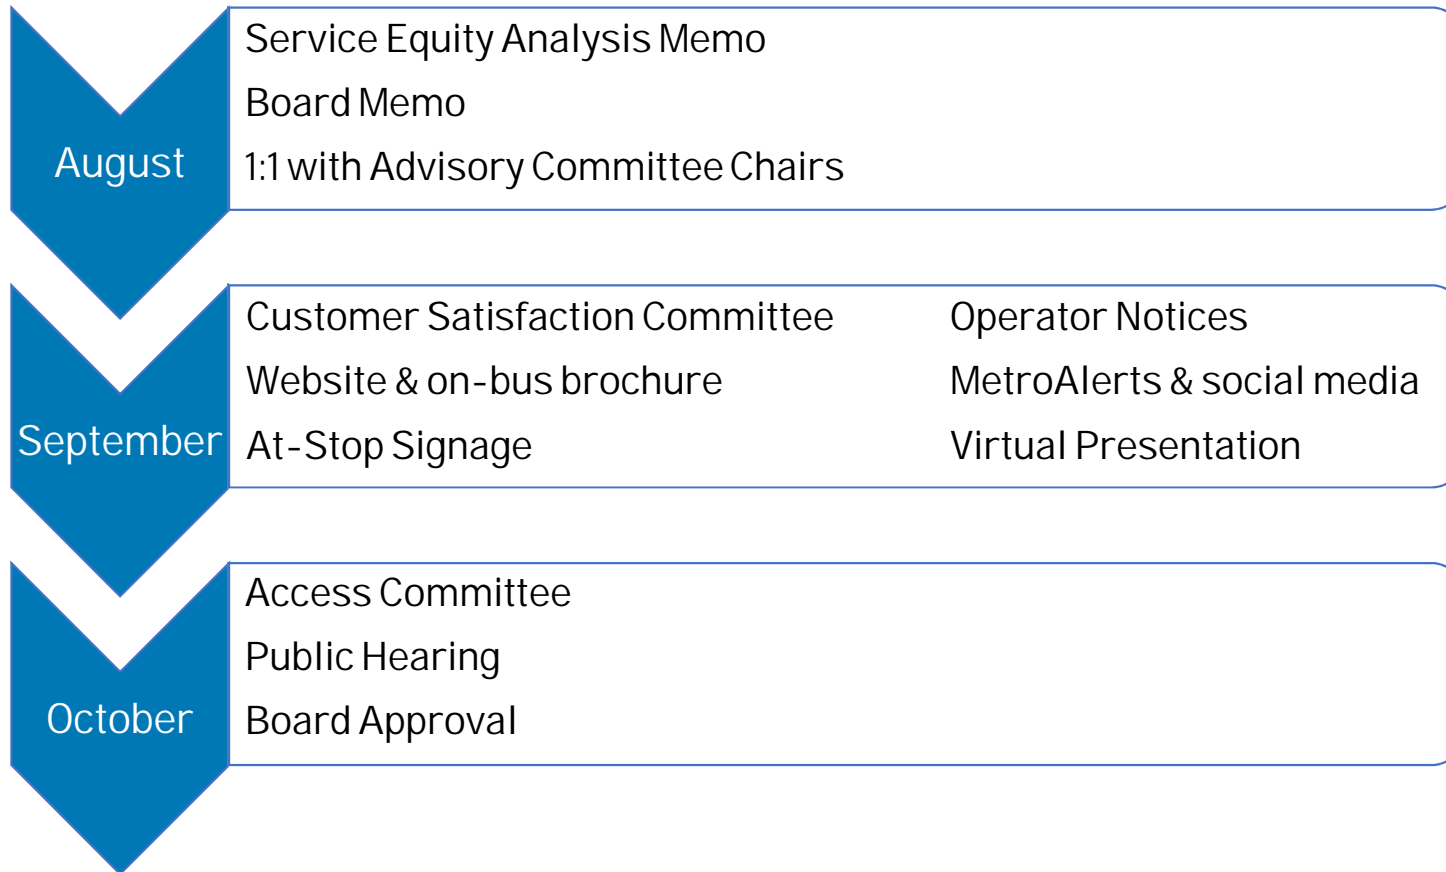 August
Service Equity Analysis Memo
Board Memo
1:1 with Advisory Committee Chairs
September
Customer Satisfaction Committee
Website & on-bus brochure
At-Stop Signage
Operator Notices
MetroAlerts & social media
Virtual Presentation
October
Access Committee
Public Hearing
Board Approval